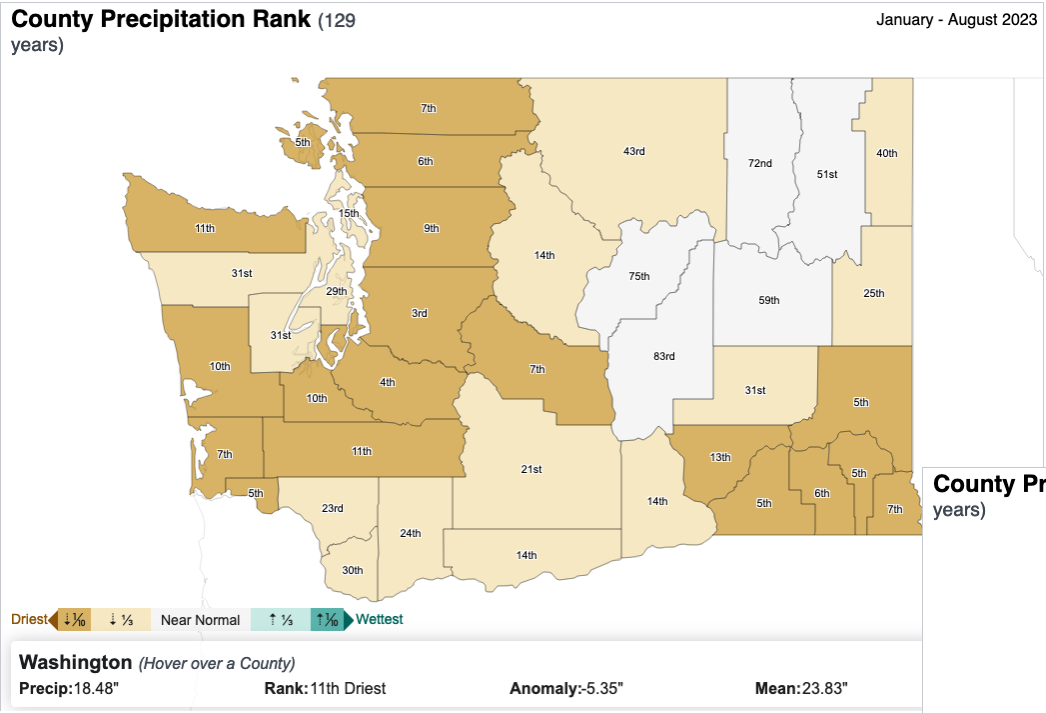 County Precipitation Rank (129
years)
January - August 2023
7th
5th
6th
43rd
72nd
51st
40th
15th
11th
9th
14th
31st
75th
29th
59th
25th
3rd
31st
83rd
10th
7th
4th
31st
10th
5th
7th
11th
13th
21st
5th
5th
6th
14th
5th
7th
23rd
24th
14th
30th
County Pr
years)
Driest
↓⅒
↓ ⅓
Near Normal
↑ ⅓
↑⅒
Wettest
Washington (Hover over a County)
Precip:18.48" Rank:11th Driest Anomaly:-5.35" Mean:23.83"